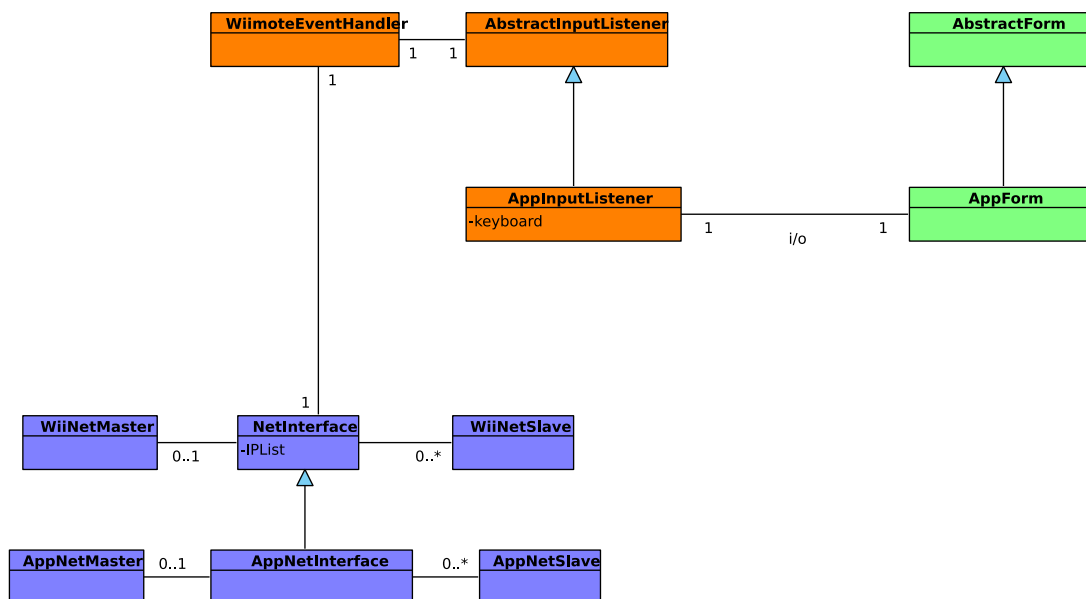 WiimoteEventHandler
AbstractInputListener
AbstractForm
1
1
1
AppInputListener
-keyboard
AppForm
1
i/o
1
1
WiiNetMaster
NetInterface
-IPList
WiiNetSlave
0..1
0..*
AppNetMaster
0..1
AppNetInterface
0..*
AppNetSlave